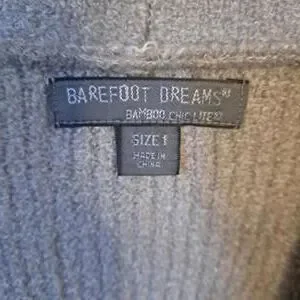 BAREFOOT DREAMS®
BAMBOO CHIC LITE®
SIZE 1
MADE IN
CHINA